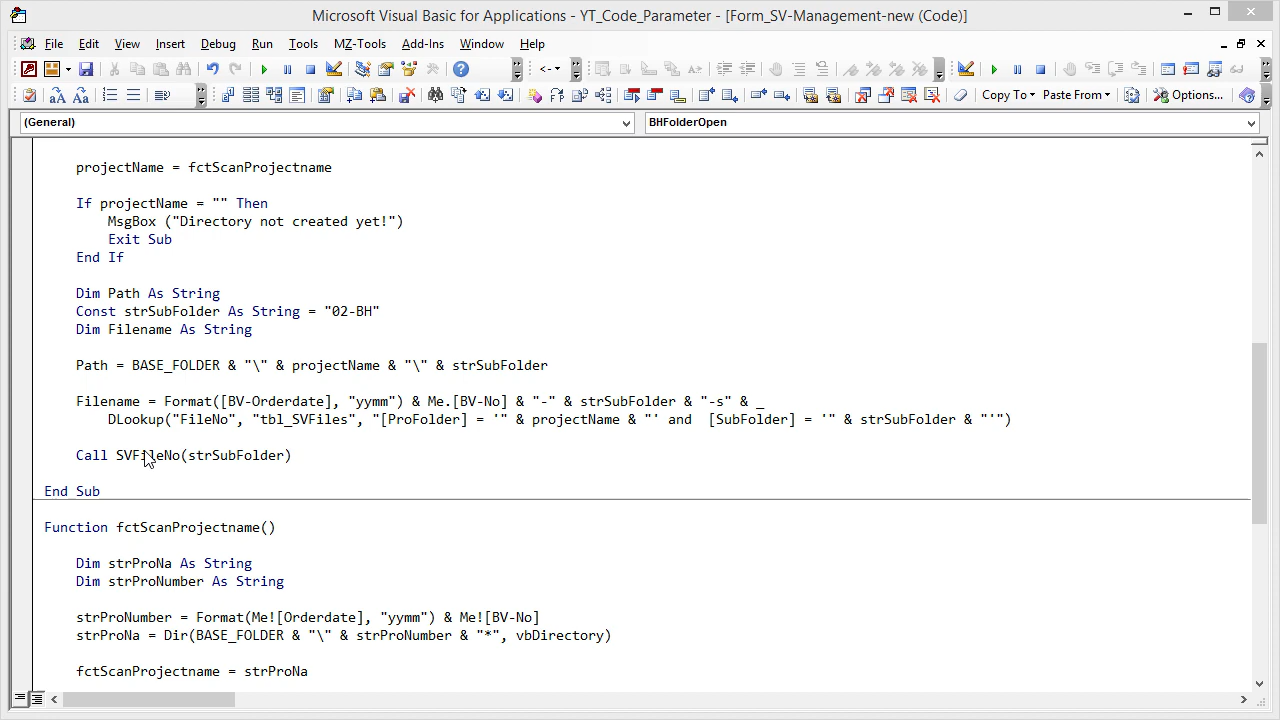 Microsoft Visual Basic for Applications - YT_Code_Parameter - [Form_SV-Management-new (Code)]
File Edit View Insert Format Debug Run Tools MZ-Tools Add-Ins Window Help
Copy To Paste From Options...
(General) BHFolderOpen
projectName = fctScanProjectname
If projectName = "" Then
MsgBox ("Directory not created yet!")
Exit Sub
End If
Dim Path As String
Const strSubFolder As String = "02-BH"
Dim Filename As String
Path = BASE_FOLDER & "\" & projectName & "\" & strSubFolder
Filename = Format([BV-Orderdate], "yymm") & Me.[BV-No] & "-" & strSubFolder & "-s" & _
DLookup("FileNo", "tbl_SVFiles", "[ProFolder] = '" & projectName & "' and  [SubFolder] = '" & strSubFolder & "'")
Call SVFileNo(strSubFolder)
End Sub
Function fctScanProjectname()
Dim strProNa As String
Dim strProNumber As String
strProNumber = Format(Me![Orderdate], "yymm") & Me![BV-No]
strProNa = Dir(BASE_FOLDER & "\" & strProNumber & "*", vbDirectory)
fctScanProjectname = strProNa